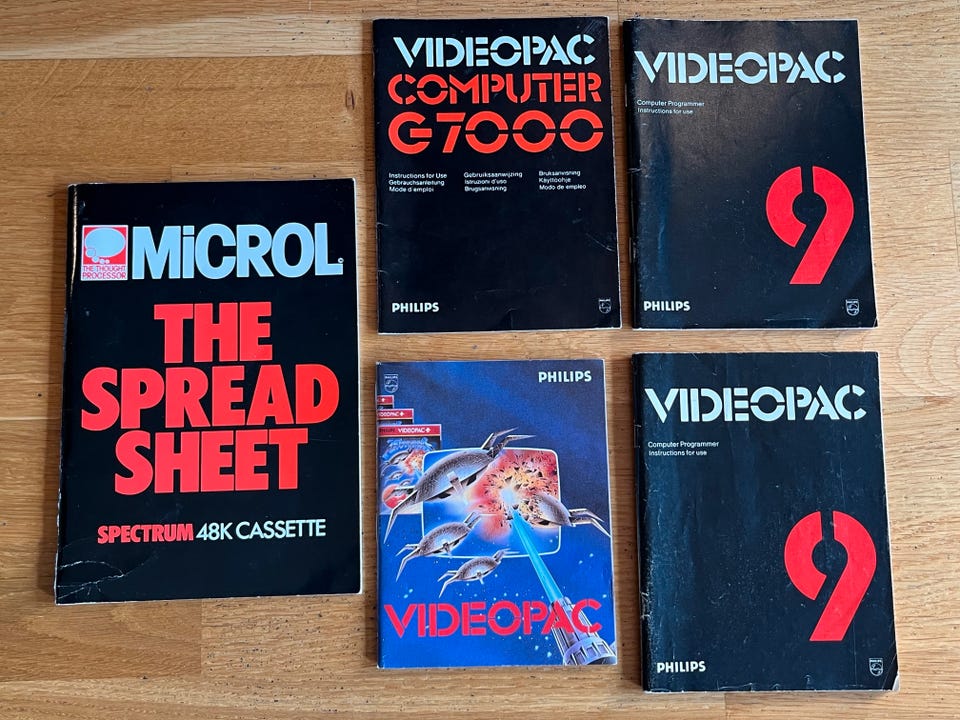 MiCROL
THE THOUGHT
PROCESSOR
THE
SPREAD
SHEET
SPECTRUM 48K CASSETTE
VIDEOPAC
COMPUTER
G7000
Instructions for Use
Gebrauchsanleitung
Mode d'emploi
Gebruiksaanwijzing
Istruzioni d'uso
Brugsanvisning
Bruksanvisning
Käyttöohje
Modo de empleo
PHILIPS
VIDEOPAC
Computer Programmer
Instructions for use
9
PHILIPS
PHILIPS
VIDEOPAC+
VIDEOPAC+
VIDEOPAC
VIDEOPAC
Computer Programmer
Instructions for use
9
PHILIPS